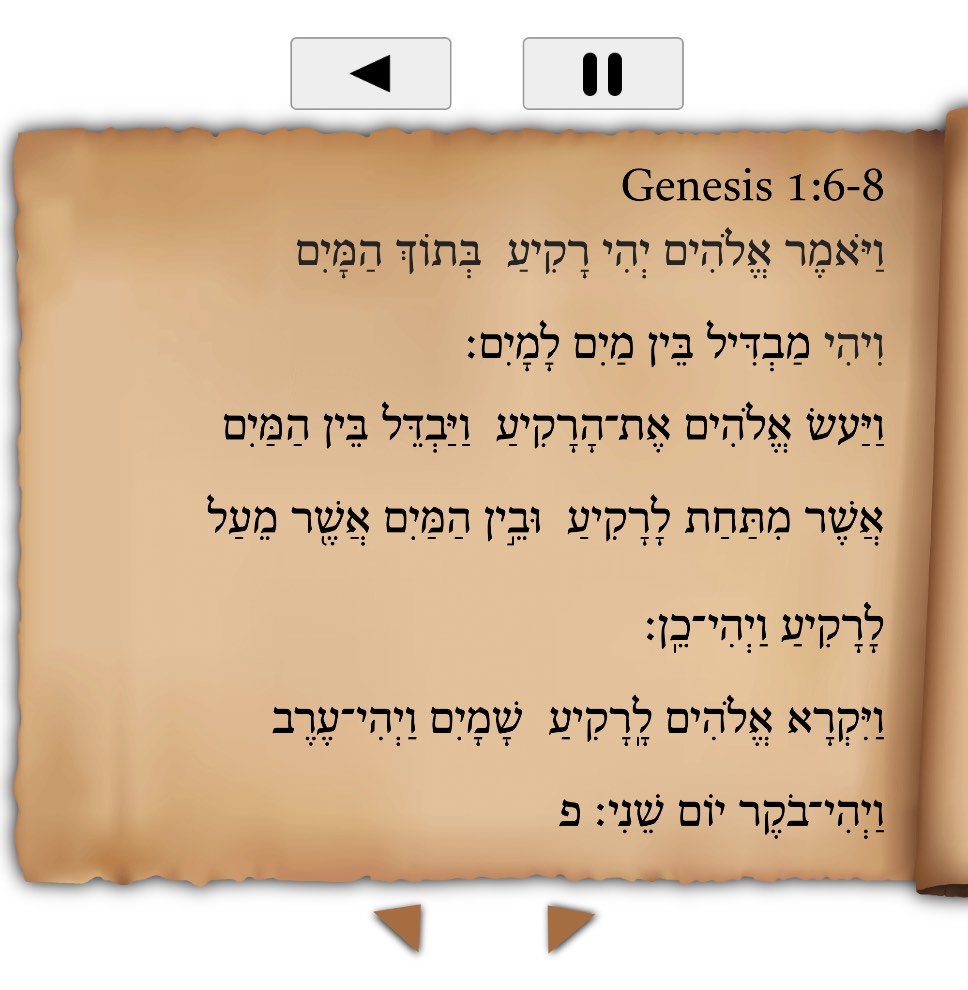 Genesis 1:6-8
וַיֹּאמֶר אֱלֹהִים יְהִי רָקִיעַ  בְּתוֹךְ הַמָּיִם
וִיהִי מַבְדִּיל בֵּין מַיִם לָמָיִם׃
וַיַּעשׂ אֱלֹהִים אֶת־הָרָקִיעַ  וַיַּבְדֵּל בֵּין הַמַּיִם
אֲשֶׁר מִתַּחַת לָרָקִיעַ  וּבֵ֣ין הַמַּיִם אֲשֶׁ֖ר מֵעַל
לָרָקִיעַ וַיְהִי־כֵֽן׃
וַיִּקְרָא אֱלֹהִים לָֽרָקִיעַ  שָׁמָיִם וַיְהִי־עֶרֶב
וַיְהִי־בֹקֶר יוֹם שֵׁנִי׃ פ